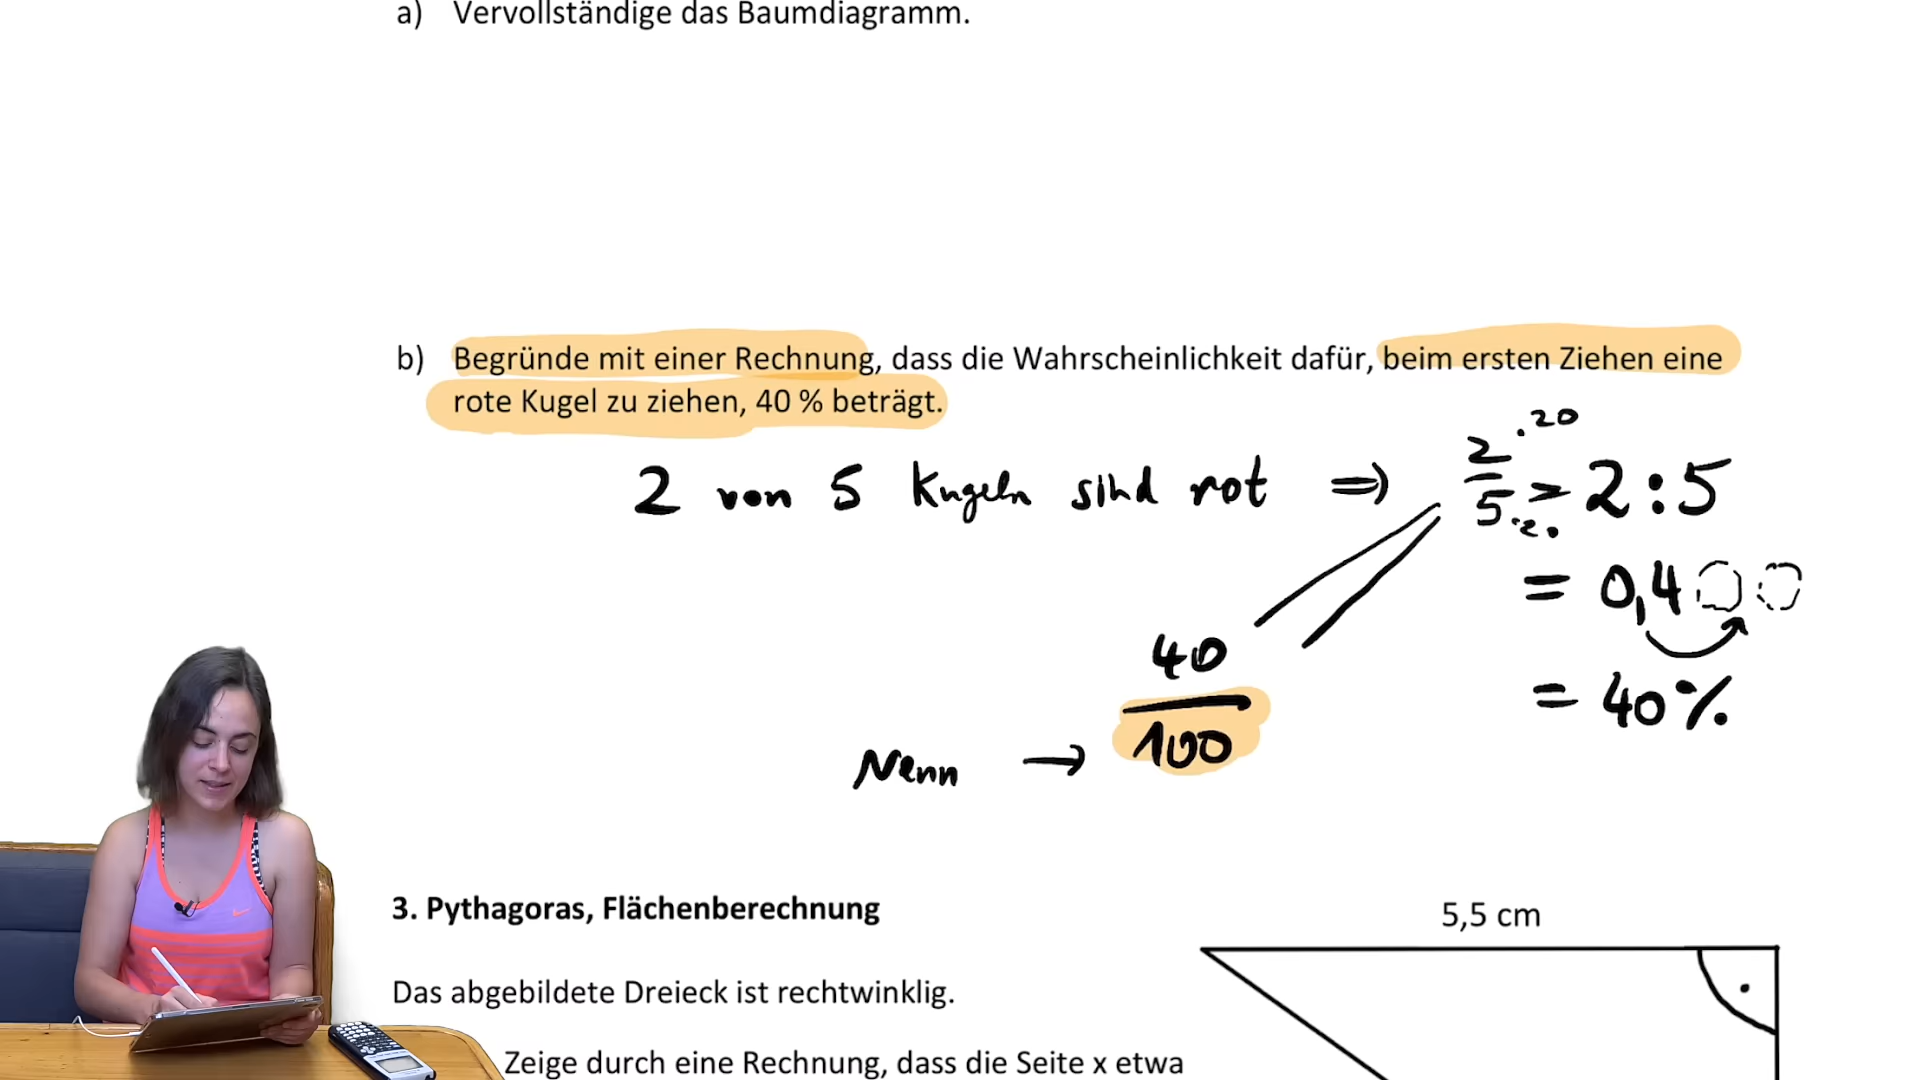 a) Vervollständige das Baumdiagramm.
b) Begründe mit einer Rechnung, dass die Wahrscheinlichkeit dafür, beim ersten Ziehen eine
rote Kugel zu ziehen, 40 % beträgt.
2 von 5 Kugeln sind rot ⇒ 2/5 = 2:5
·20
·20
= 0,4
= 40%
40
100
Nenn →
3. Pythagoras, Flächenberechnung
5,5 cm
Das abgebildete Dreieck ist rechtwinklig.
Zeige durch eine Rechnung, dass die Seite x etwa